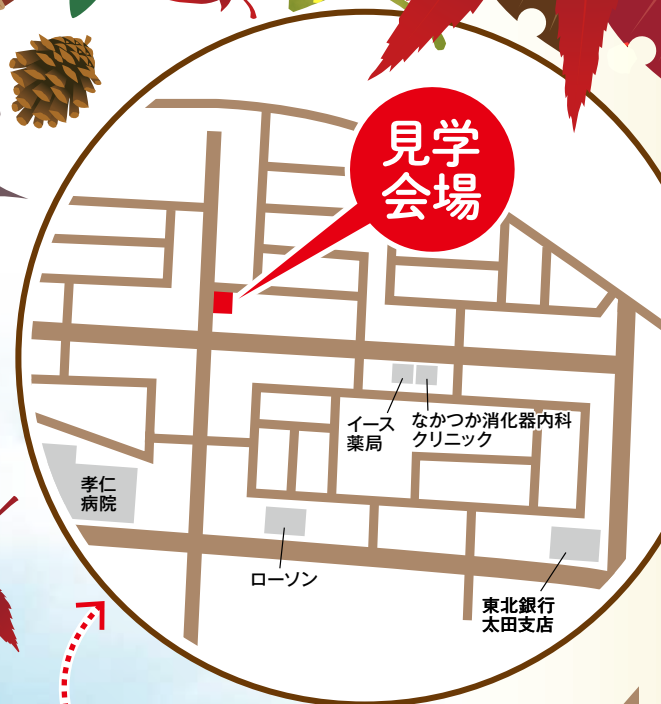 見学
会場
イース
薬局
なかつか消化器内科
クリニック
孝仁
病院
ローソン
東北銀行
太田支店